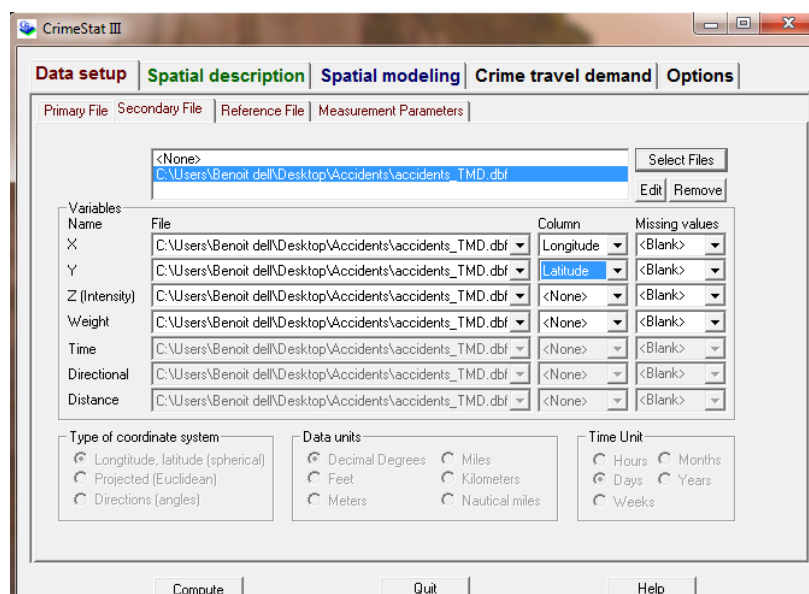 CrimeStat III
Data setup Spatial description Spatial modeling Crime travel demand Options
Primary File Secondary File Reference File Measurement Parameters
<None>
C:\Users\Benoit dell\Desktop\Accidents\accidents_TMD.dbf
Select Files
Edit Remove
Variables
Name File Column Missing values
X C:\Users\Benoit dell\Desktop\Accidents\accidents_TMD.dbf Longitude <Blank>
Y C:\Users\Benoit dell\Desktop\Accidents\accidents_TMD.dbf Latitude <Blank>
Z (Intensity) C:\Users\Benoit dell\Desktop\Accidents\accidents_TMD.dbf <None> <Blank>
Weight C:\Users\Benoit dell\Desktop\Accidents\accidents_TMD.dbf <None> <Blank>
Time C:\Users\Benoit dell\Desktop\Accidents\accidents_TMD.dbf <None> <Blank>
Directional C:\Users\Benoit dell\Desktop\Accidents\accidents_TMD.dbf <None> <Blank>
Distance C:\Users\Benoit dell\Desktop\Accidents\accidents_TMD.dbf <None> <Blank>
Type of coordinate system Data units Time Unit
Longtitude, latitude (spherical) Decimal Degrees Miles Hours Months
Projected (Euclidean) Feet Kilometers Days Years
Directions (angles) Meters Nautical miles Weeks
Compute Quit Help